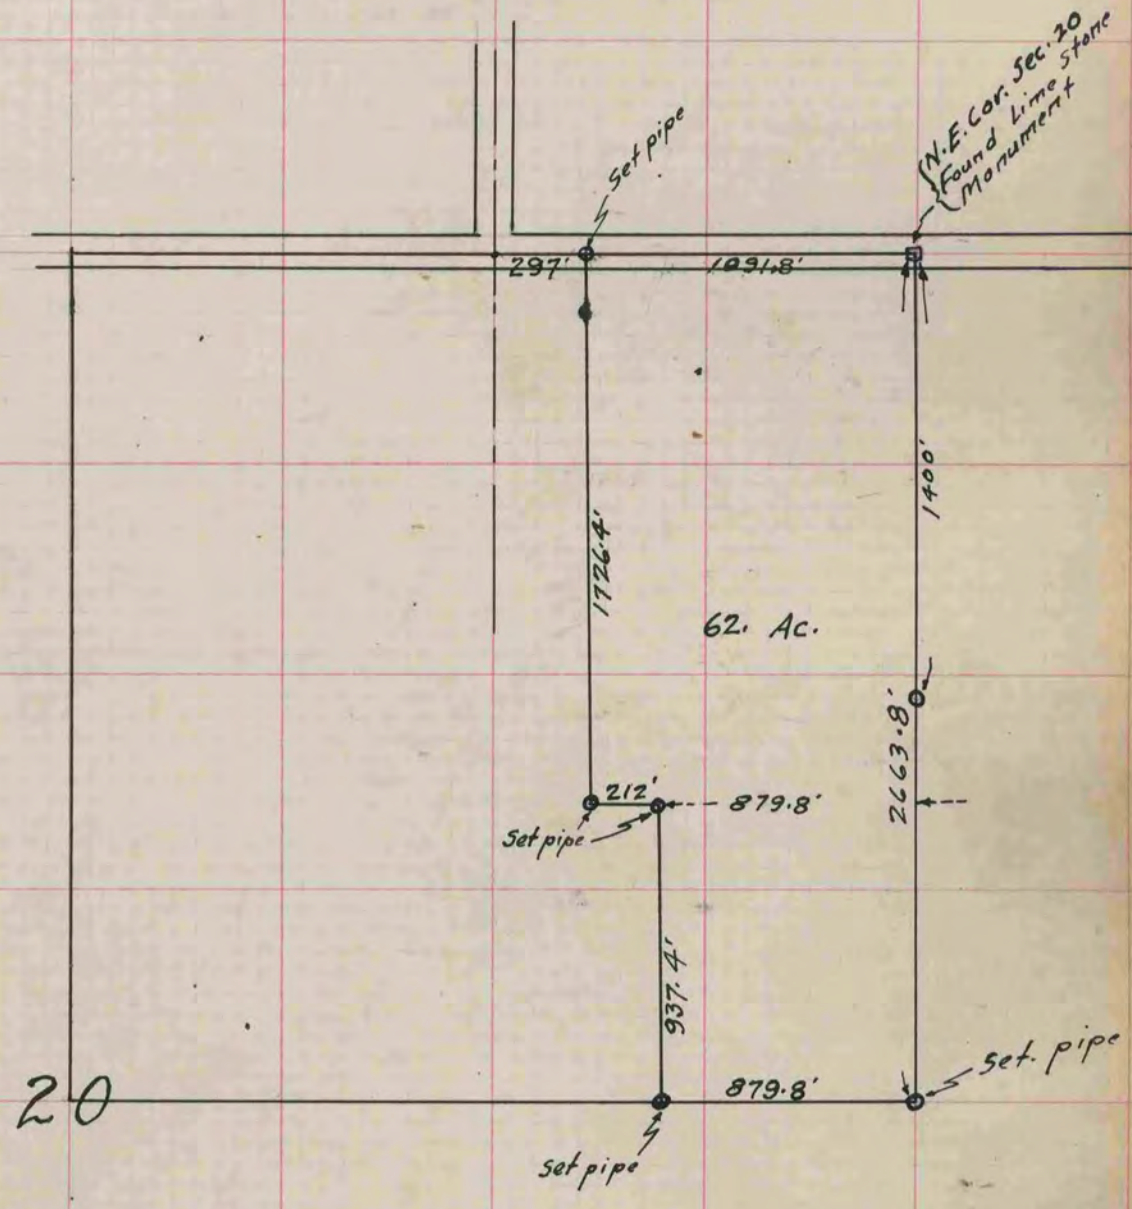 N.E. Cor. Sec. 20
Found Lime Stone
Monument
Set pipe
297'
1091.8'
1400'
1726.4'
62. Ac.
2663.8'
212'
879.8'
Set pipe
937.4'
Set. pipe
879.8'
20
Set pipe